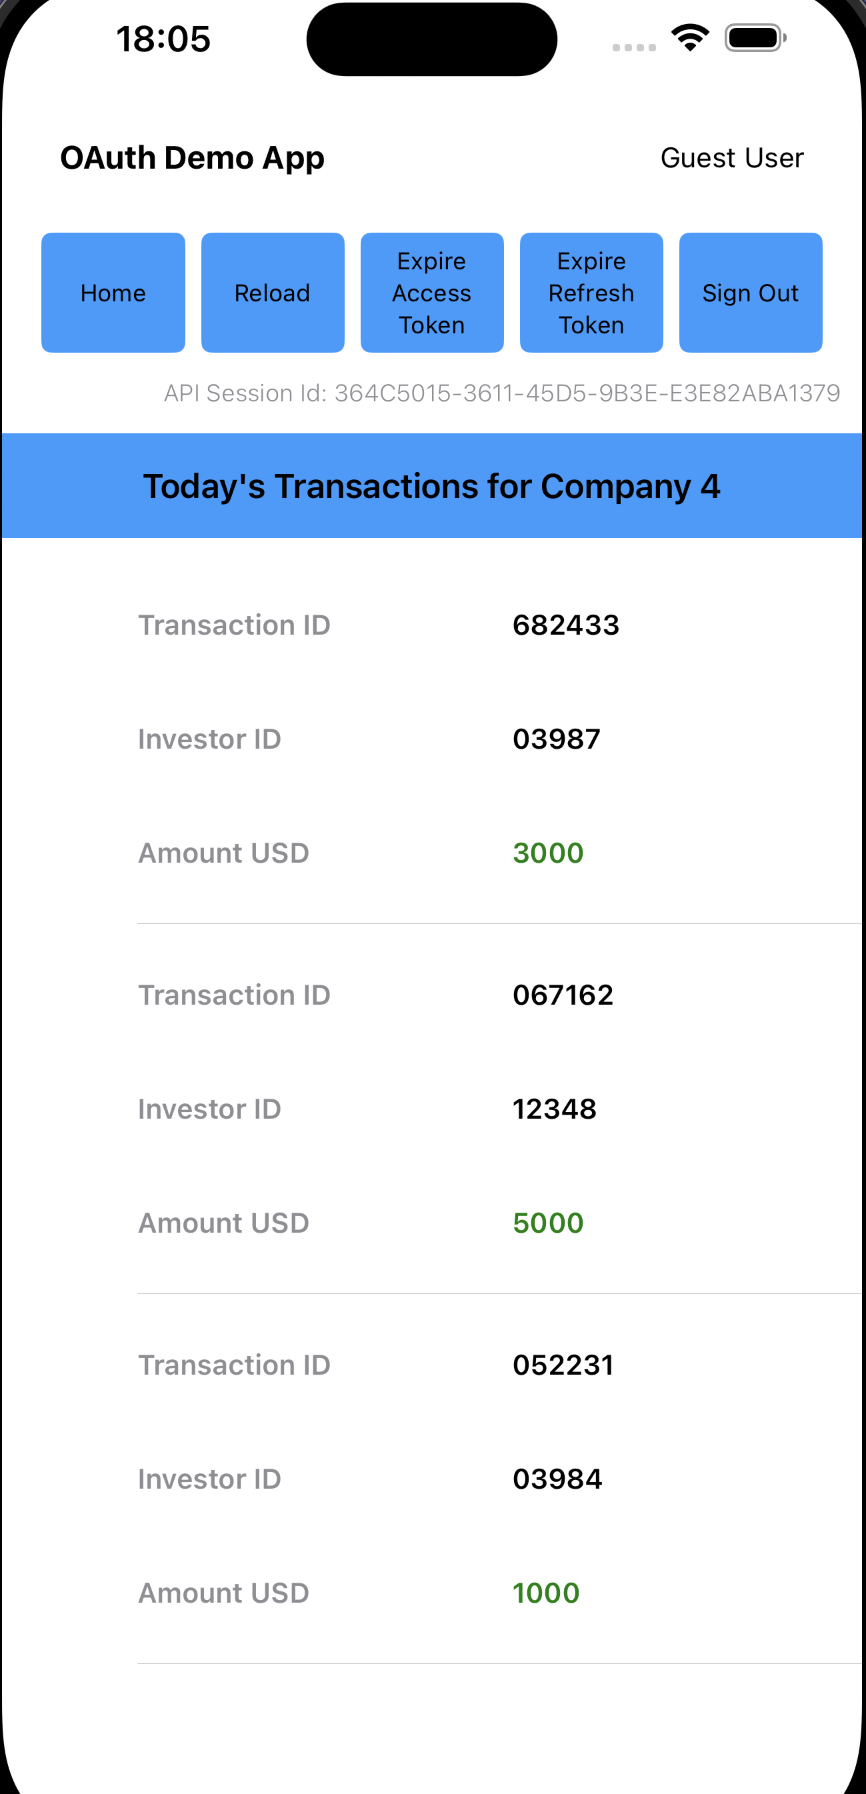 18:05
OAuth Demo App
Guest User
Home
Reload
Expire
Access
Token
Expire
Refresh
Token
Sign Out
API Session Id: 364C5015-3611-45D5-9B3E-E3E82ABA1379
Today's Transactions for Company 4
Transaction ID 682433
Investor ID 03987
Amount USD 3000
Transaction ID 067162
Investor ID 12348
Amount USD 5000
Transaction ID 052231
Investor ID 03984
Amount USD 1000